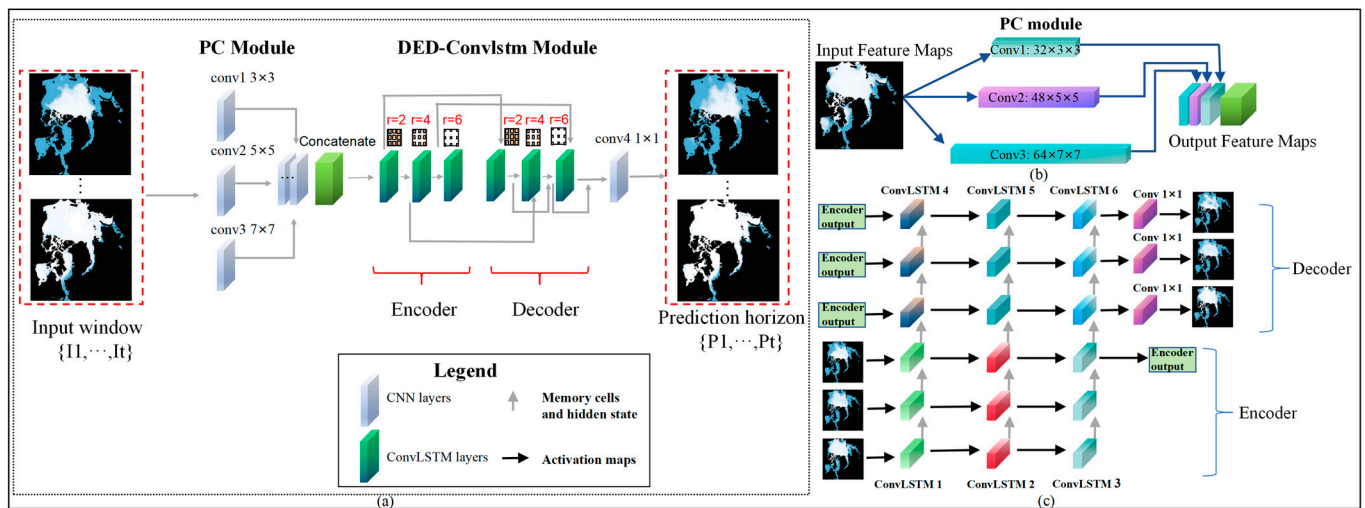 PC Module
DED-Convlstm Module
conv1 3×3
conv2 5×5
conv3 7×7
...
Concatenate
r=2
r=4
r=6
r=2
r=4
r=6
conv4 1×1
Encoder
Decoder
Input window
{I1,···,It}
Prediction horizon
{P1,···,Pt}
Legend
CNN layers
Memory cells
and hidden state
ConvLSTM layers
Activation maps
(a)
PC module
Input Feature Maps
Conv1: 32×3×3
Conv2: 48×5×5
Conv3: 64×7×7
Output Feature Maps
(b)
ConvLSTM 4
ConvLSTM 5
ConvLSTM 6
Conv 1×1
Encoder
output
Conv 1×1
Encoder
output
Conv 1×1
Encoder
output
Decoder
Encoder
output
Encoder
ConvLSTM 1
ConvLSTM 2
ConvLSTM 3
(c)